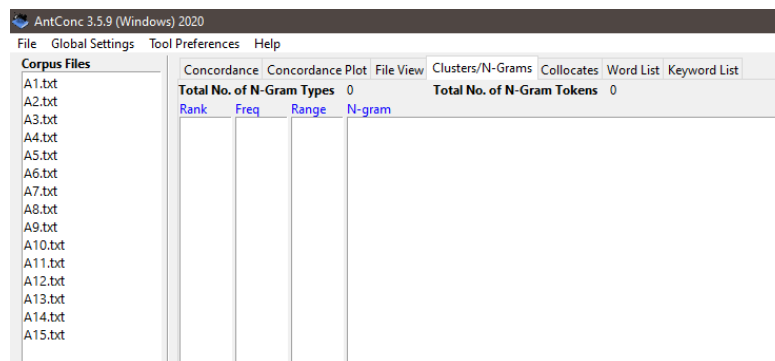 AntConc 3.5.9 (Windows) 2020
File Global Settings Tool Preferences Help
Corpus Files
A1.txt
A2.txt
A3.txt
A4.txt
A5.txt
A6.txt
A7.txt
A8.txt
A9.txt
A10.txt
A11.txt
A12.txt
A13.txt
A14.txt
A15.txt
Concordance Concordance Plot File View Clusters/N-Grams Collocates Word List Keyword List
Total No. of N-Gram Types 0 Total No. of N-Gram Tokens 0
Rank Freq Range N-gram